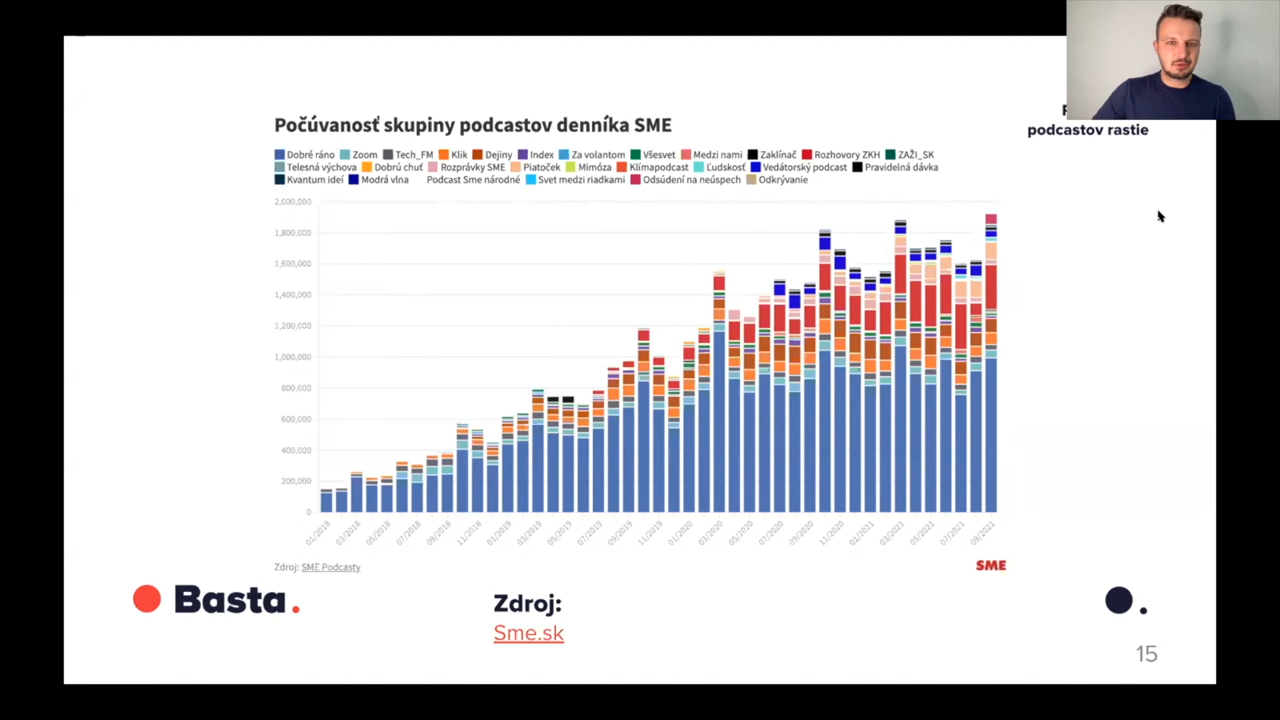 podcastov rastie
Počúvanosť skupiny podcastov denníka SME
Dobré ráno Zoom Tech_FM Klik Dejiny Index Za volantom Všesvet Medzi nami Zaklínač Rozhovory ZKH ZAŽI_SK
Telesná výchova Dobrú chuť Rozprávky SME Piatoček Mimóza Klímapodcast Ľudskosť Vedátorský podcast Pravidelná dávka
Kvantum ideí Modrá vlna Podcast Sme národné Svet medzi riadkami Odsúdení na neúspech Odkrývanie
2,000,000
1,800,000
1,600,000
1,400,000
1,200,000
1,000,000
800,000
600,000
400,000
200,000
0
01/2018 03/2018 05/2018 07/2018 09/2018 11/2018 01/2019 03/2019 05/2019 07/2019 09/2019 11/2019 01/2020 03/2020 05/2020 07/2020 09/2020 11/2020 01/2021 03/2021 05/2021 07/2021 09/2021
Zdroj: SME Podcasty
SME
Basta.
Zdroj:
Sme.sk
15